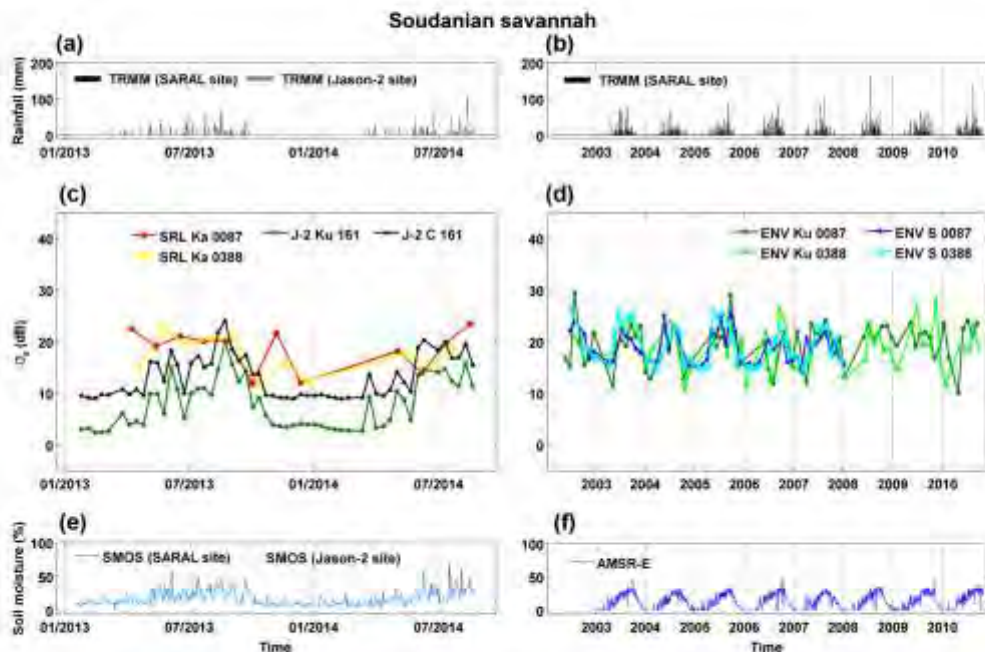 Soudanian savannah
(a)
(b)
TRMM (SARAL site) TRMM (Jason-2 site)
TRMM (SARAL site)
Rainfall (mm)
200
100
0
01/2013 07/2013 01/2014 07/2014
200
100
0
2003 2004 2005 2006 2007 2008 2009 2010
(c)
(d)
SRL Ka 0087 J-2 Ku 161 J-2 C 161
SRL Ka 0388
ENV Ku 0087 ENV S 0087
ENV Ku 0388 ENV S 0388
σ₀ (dB)
40
30
20
10
0
01/2013 07/2013 01/2014 07/2014
40
30
20
10
0
2003 2004 2005 2006 2007 2008 2009 2010
(e)
(f)
SMOS (SARAL site) SMOS (Jason-2 site)
AMSR-E
Soil moisture (%)
100
50
0
01/2013 07/2013 01/2014 07/2014
Time
100
50
0
2003 2004 2005 2006 2007 2008 2009 2010
Time